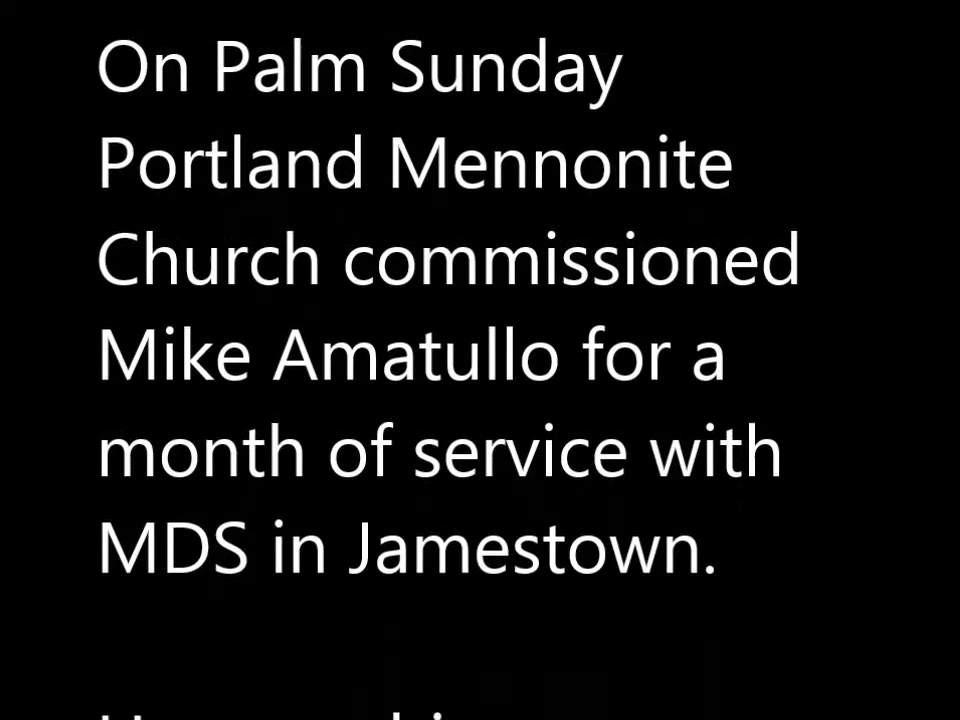 On Palm Sunday
Portland Mennonite
Church commissioned
Mike Amatullo for a
month of service with
MDS in Jamestown.